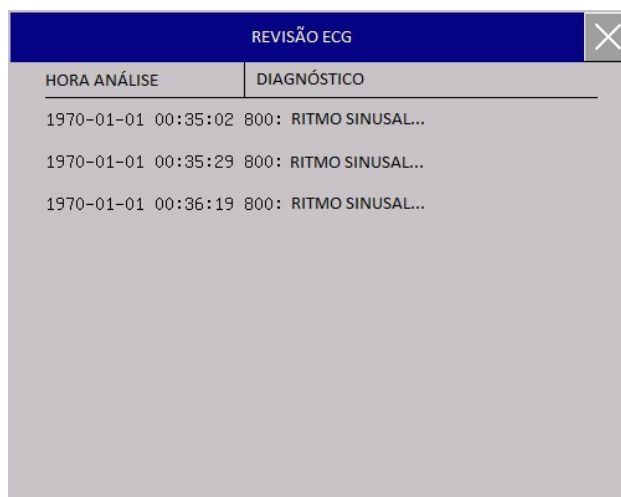 REVISÃO ECG
HORA ANÁLISE DIAGNÓSTICO
1970-01-01 00:35:02 800: RITMO SINUSAL...
1970-01-01 00:35:29 800: RITMO SINUSAL...
1970-01-01 00:36:19 800: RITMO SINUSAL...